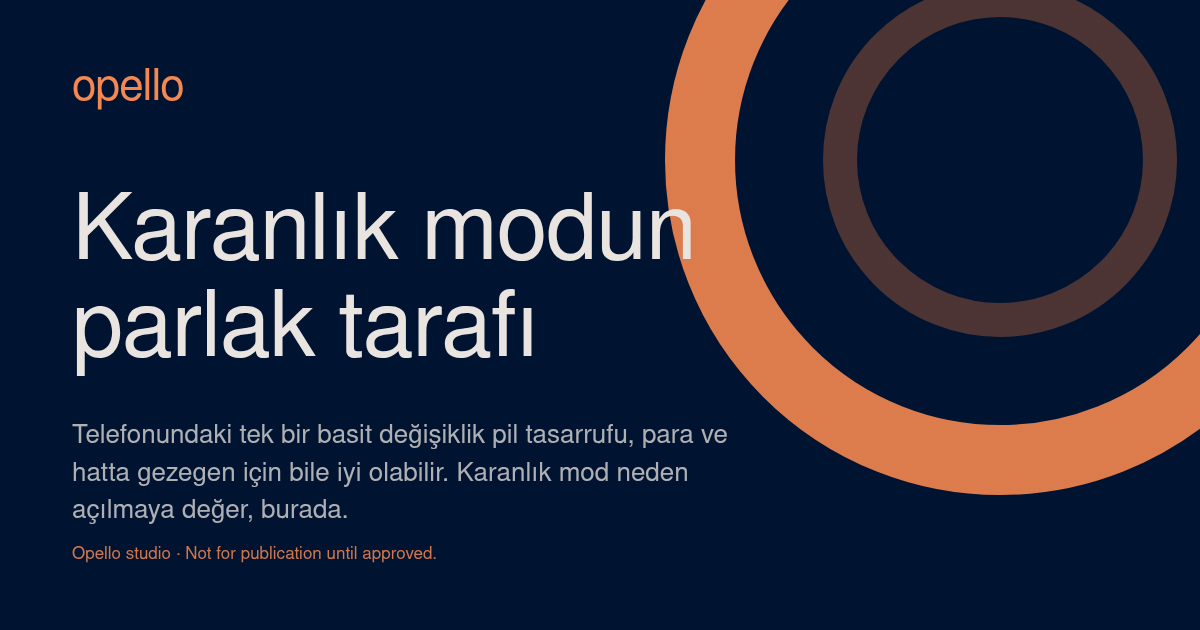 opello
Karanlık modun
parlak tarafı
Telefonundaki tek bir basit değişiklik pil tasarrufu, para ve
hatta gezegen için bile iyi olabilir. Karanlık mod neden
açılmaya değer, burada.
Opello studio · Not for publication until approved.